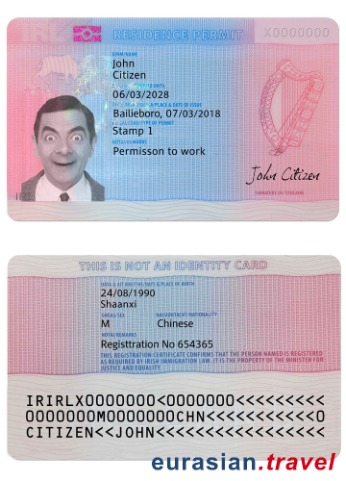 IRL RESIDENCE PERMIT X0000000
John
Citizen
06/03/2028
Bailieboro, 07/03/2018
Stamp 1
Permisson to work
John Citizen
THIS IS NOT AN IDENTITY CARD
24/08/1990
Shaanxi
M Chinese
Registtration No 654365
THIS REGISTRATION CERTIFICATE CONFIRMS THAT THE PERSON NAMED IS REGISTERED
AS REQUIRED BY IRISH IMMIGRATION LAW. IT IS THE PROPERTY OF THE MINISTER FOR
JUSTICE AND EQUALITY
IRIRLX0000000<0000000<<<<<<<<<<
0000000M0000000CHN<<<<<<<<<<<0
CITIZEN<<JOHN<<<<<<<<<<<<<<<<<
eurasian.travel